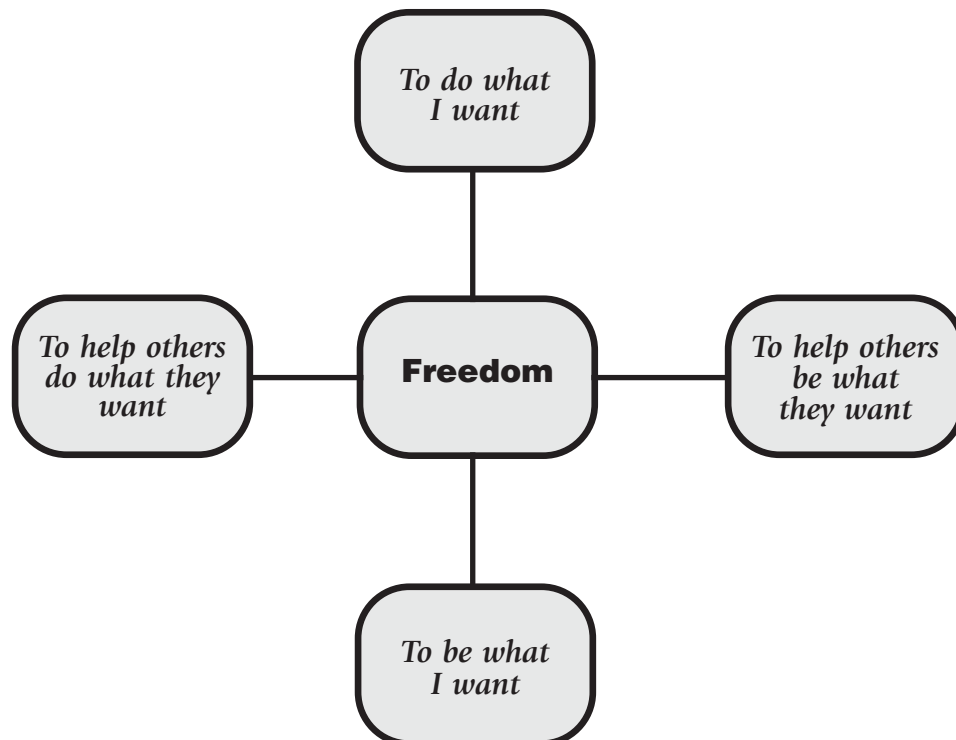 To do what
I want
To help others
do what they
want
Freedom
To help others
be what
they want
To be what
I want